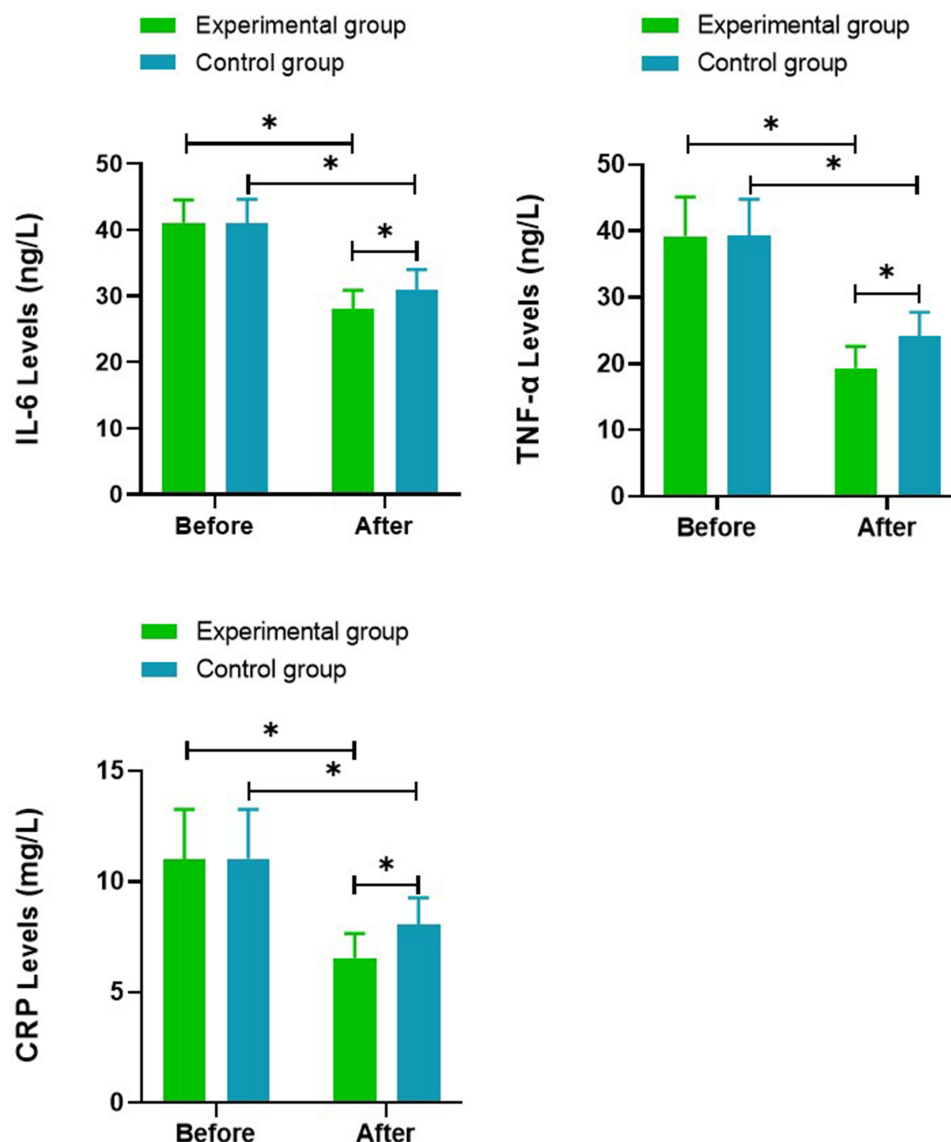 Experimental group
Control group
*
*
*
50
40
30
20
10
0
IL-6 Levels (ng/L)
Before After
Experimental group
Control group
*
*
*
50
40
30
20
10
0
TNF-α Levels (ng/L)
Before After
Experimental group
Control group
*
*
*
15
10
5
0
CRP Levels (mg/L)
Before After